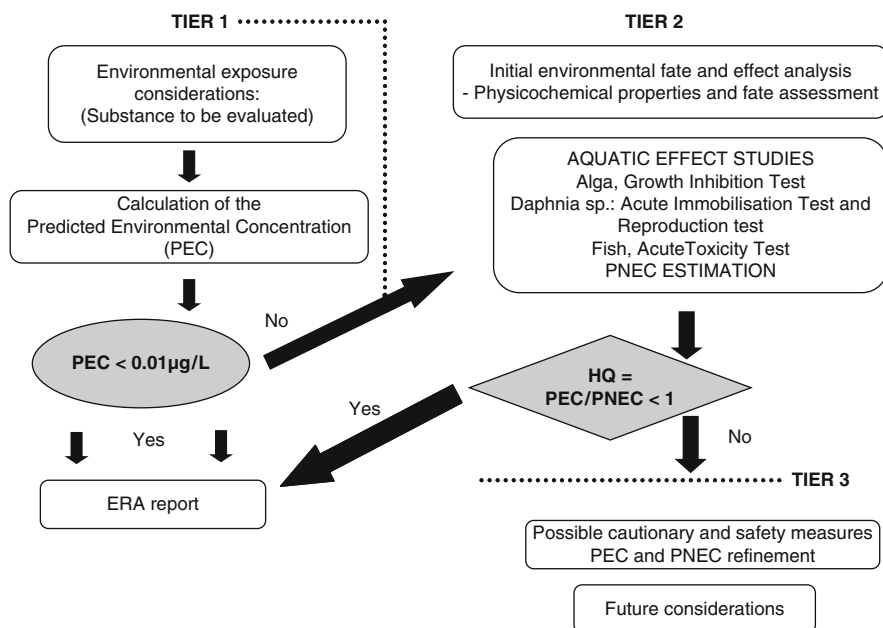 TIER 1
Environmental exposure
considerations:
(Substance to be evaluated)
Calculation of the
Predicted Environmental Concentration
(PEC)
No
PEC < 0.01µg/L
Yes
ERA report
TIER 2
Initial environmental fate and effect analysis
- Physicochemical properties and fate assessment
AQUATIC EFFECT STUDIES
Alga, Growth Inhibition Test
Daphnia sp.: Acute Immobilisation Test and
Reproduction test
Fish, AcuteToxicity Test
PNEC ESTIMATION
HQ =
PEC/PNEC < 1
Yes
No
TIER 3
Possible cautionary and safety measures
PEC and PNEC refinement
Future considerations